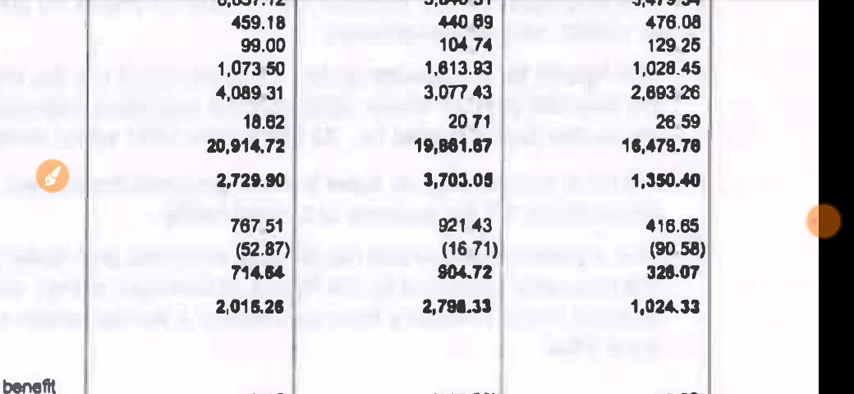 459.18 440.89 476.08
99.00 104.74 129.25
1,073.50 1,613.93 1,028.45
4,089.31 3,077.43 2,693.26
18.82 20.71 26.59
20,914.72 19,861.67 16,479.78
2,729.90 3,703.05 1,350.40
767.51 921.43 416.65
(52.87) (16.71) (90.58)
714.64 904.72 326.07
2,015.26 2,798.33 1,024.33
benefit